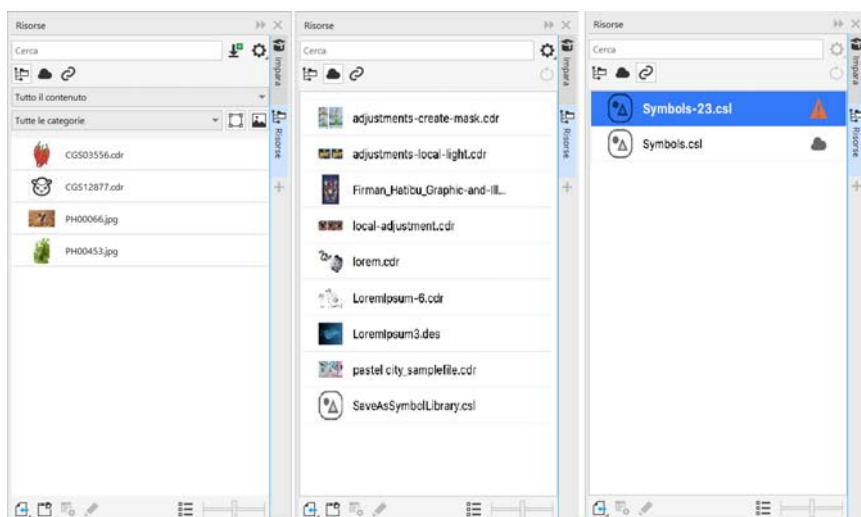 Risorse
Cerca
Tutto il contenuto
Tutte le categorie
CGS03556.cdr
CGS12877.cdr
PH00066.jpg
PH00453.jpg
Impara
Risorse
Risorse
Cerca
adjustments-create-mask.cdr
adjustments-local-light.cdr
Firman_Hatibu_Graphic-and-Ill...
local-adjustment.cdr
lorem.cdr
LoremIpsum-6.cdr
LoremIpsum3.des
pastel city_samplefile.cdr
SaveAsSymbolLibrary.csl
Impara
Risorse
Risorse
Cerca
Symbols-23.csl
Symbols.csl
Impara
Risorse